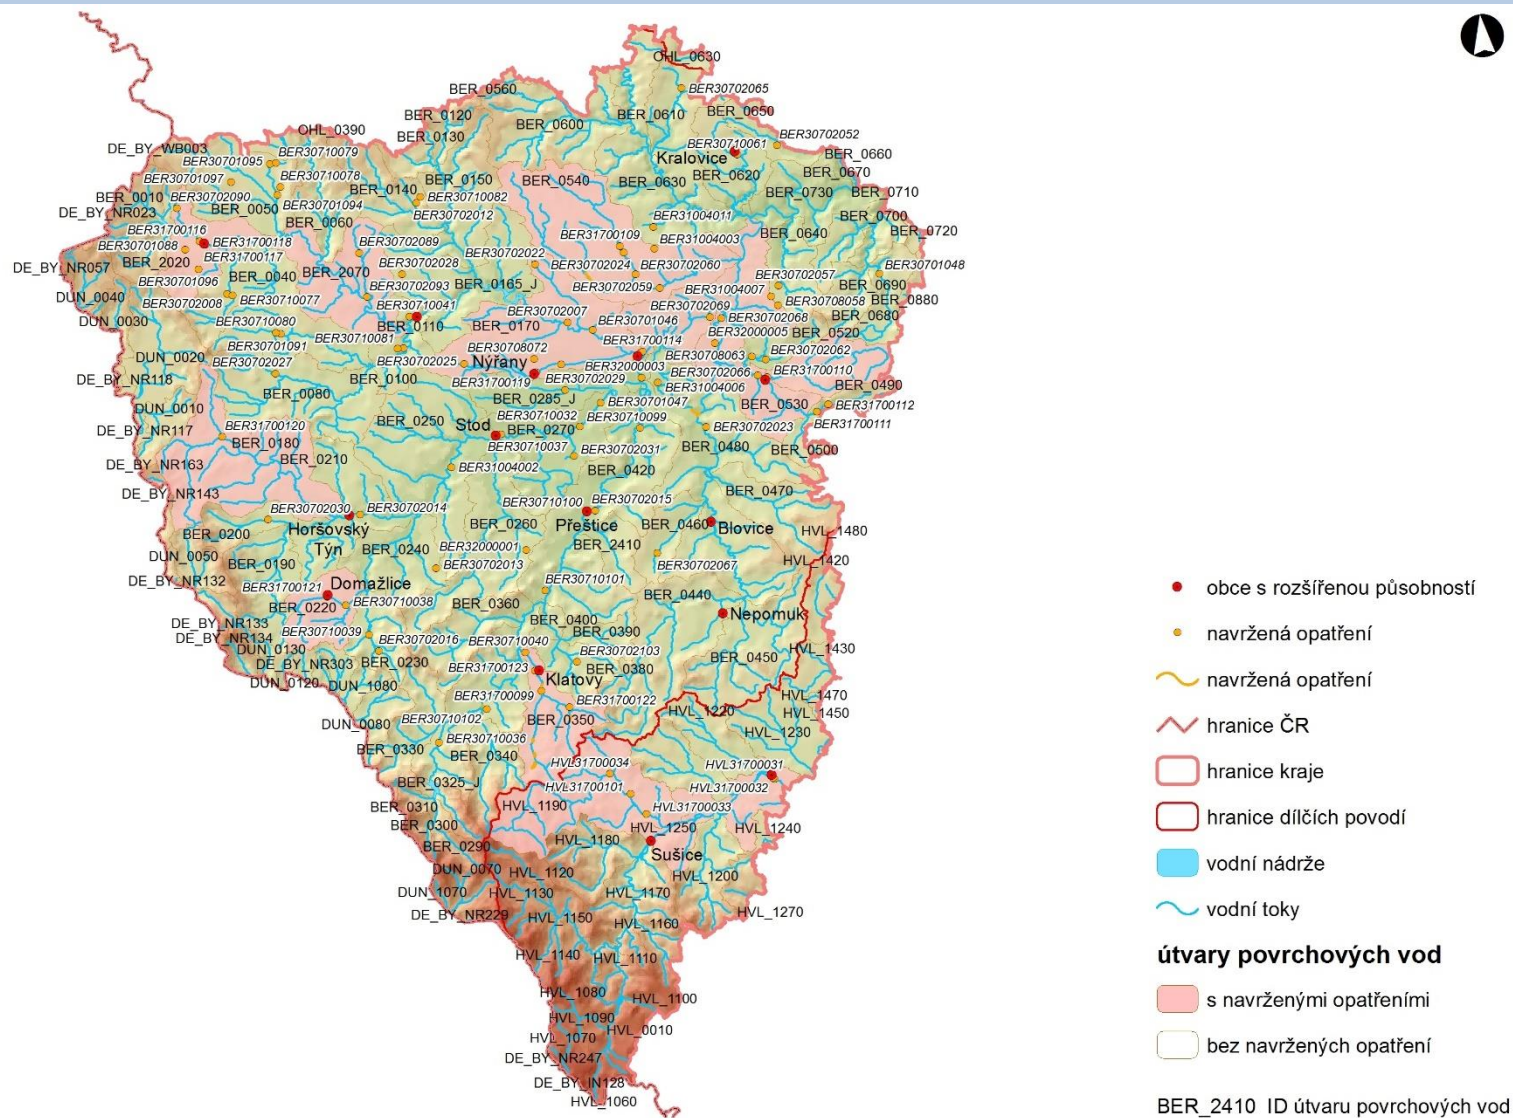 OHL_0630
BER_0560
BER30702065
BER_0120
BER_0610
BER_0650
BER_0600
OHL_0390
BER_0130
BER30702052
DE_BY_WB003
BER30710061
BER30710079
BER30701095
Kralovice
BER_0660
BER30710078
BER_0670
BER30701097
BER_0150
BER_0540
BER_0620
BER_0630
BER_0140
BER_0730
BER_0710
BER_0010
BER30702090
BER30710082
BER30701094
BER_0050
DE_BY_NR023
BER30702012
BER_0700
BER_0060
BER31004011
BER31700116
BER_0720
BER_0640
BER31700118
BER31700109
BER31004003
BER30701088
BER30702089
BER30702022
BER31700117
BER_2020
BER30702028
BER30702024
BER30702060
BER30701048
DE_BY_NR057
BER_2070
BER30702057
BER_0040
BER30701096
BER_0165_J
BER_0690
BER30702059
BER31004007
DUN_0040
BER30702093
BER30710077
BER30702008
BER_0880
BER30708058
BER30710041
BER30702007
BER30702069
BER_0680
DUN_0030
BER30702068
BER30710080
BER_0110
BER_0170
BER30701046
BER32000005
BER_0520
BER30710081
BER31700114
BER30701091
DUN_0020
BER30708072
BER30702062
BER30708063
BER30702027
BER30702025
Nýřany
BER32000003
BER31700110
DE_BY_NR118
BER_0100
BER31700119
BER30702029
BER30702066
BER31004006
BER_0490
BER_0080
BER_0285_J
DUN_0010
BER30701047
BER_0530
BER31700112
BER30710032
BER30710099
BER_0250
Stod
BER31700120
BER_0270
BER30702023
BER31700111
DE_BY_NR117
BER_0180
BER30710037
BER30702031
BER_0480
BER_0500
BER_0210
DE_BY_NR163
BER31004002
BER_0420
DE_BY_NR143
BER_0470
BER30710100
BER30702015
BER30702030
BER30702014
BER_0260
Přeštice
BER_0460
Blovice
BER_0200
Horšovský
Týn
HVL_1480
BER_0240
BER32000001
BER_2410
DUN_0050
BER_0190
HVL_1420
BER30702013
BER30702067
DE_BY_NR132
BER31700121
Domažlice
BER30710101
BER_0440
BER_0220
BER30710038
BER_0360
Nepomuk
BER_0400
DE_BY_NR133
BER30710039
BER_0390
DE_BY_NR134
BER30702016
BER30710040
DUN_0130
BER30702103
HVL_1430
DE_BY_NR303
BER_0230
BER31700123
BER_0380
BER_0450
DUN_0120
DUN_1080
Klatovy
BER31700099
BER31700122
HVL_1470
HVL_1220
HVL_1450
DUN_0080
BER30710102
BER_0350
HVL_1230
BER30710036
BER_0330
BER_0340
HVL31700034
HVL31700031
BER_0325_J
HVL31700101
HVL31700032
BER_0310
HVL_1190
HVL31700033
BER_0300
HVL_1250
HVL_1240
BER_0290
HVL_1180
Sušice
DUN_0070
HVL_1120
HVL_1200
DUN_1070
HVL_1130
HVL_1170
DE_BY_NR229
HVL_1150
HVL_1160
HVL_1270
HVL_1140
HVL_1110
HVL_1080
HVL_1100
HVL_1090
HVL_0010
HVL_1070
DE_BY_NR247
DE_BY_IN128
HVL_1060
obce s rozšířenou působností
navržená opatření
navržená opatření
hranice ČR
hranice kraje
hranice dílčích povodí
vodní nádrže
vodní toky
útvary povrchových vod
s navrženými opatřeními
bez navržených opatření
BER_2410 ID útvaru povrchových vod